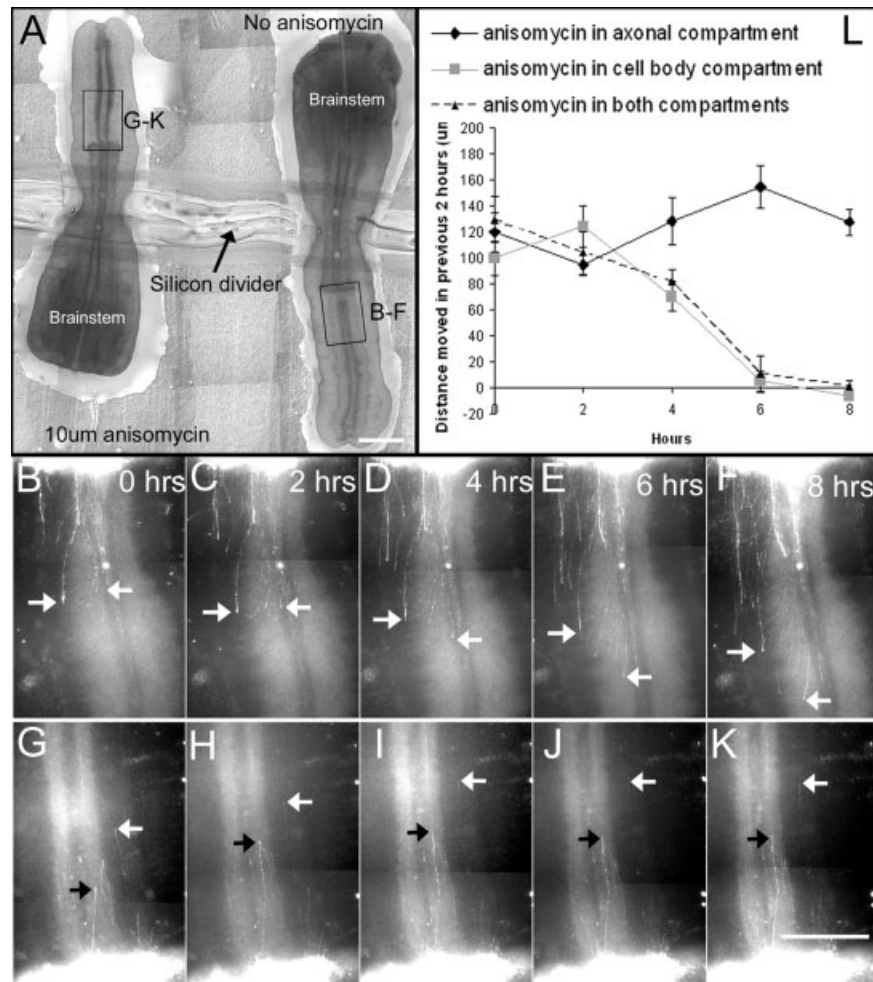 A
No anisomycin
Brainstem
G-K
Silicon divider
Brainstem
B-F
10um anisomycin
L
anisomycin in axonal compartment
anisomycin in cell body compartment
anisomycin in both compartments
Distance moved in previous 2 hours (un
200
180
160
140
120
100
80
60
40
20
0
-20
0 2 4 6 8
Hours
B 0 hrs
C 2 hrs
D 4 hrs
E 6 hrs
F 8 hrs
G
H
I
J
K